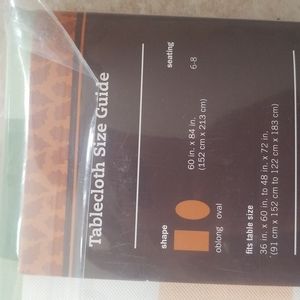 Tablecloth Size Guide
shape
oblong oval
60 in. x 84 in.
(152 cm x 213 cm)
seating
6-8
fits table size
36 in. x 60 in. to 48 in. x 72 in.
(91 cm x 152 cm to 122 cm x 183 cm)